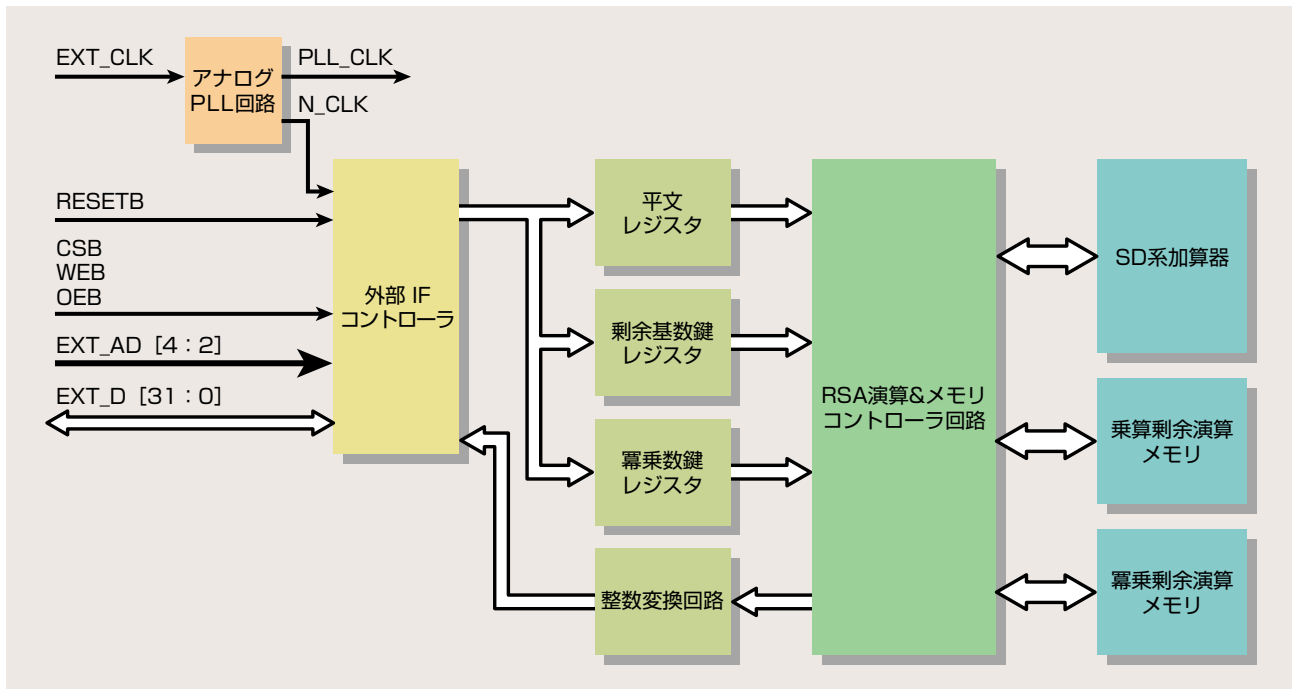 EXT_CLK
アナログ
PLL回路
PLL_CLK
N_CLK
RESETB
CSB
WEB
OEB
EXT_AD [4：2]
EXT_D [31：0]
外部 IF
コントローラ
平文
レジスタ
剰余基数鍵
レジスタ
冪乗数鍵
レジスタ
整数変換回路
RSA演算&メモリ
コントローラ回路
SD系加算器
乗算剰余演算
メモリ
冪乗剰余演算
メモリ